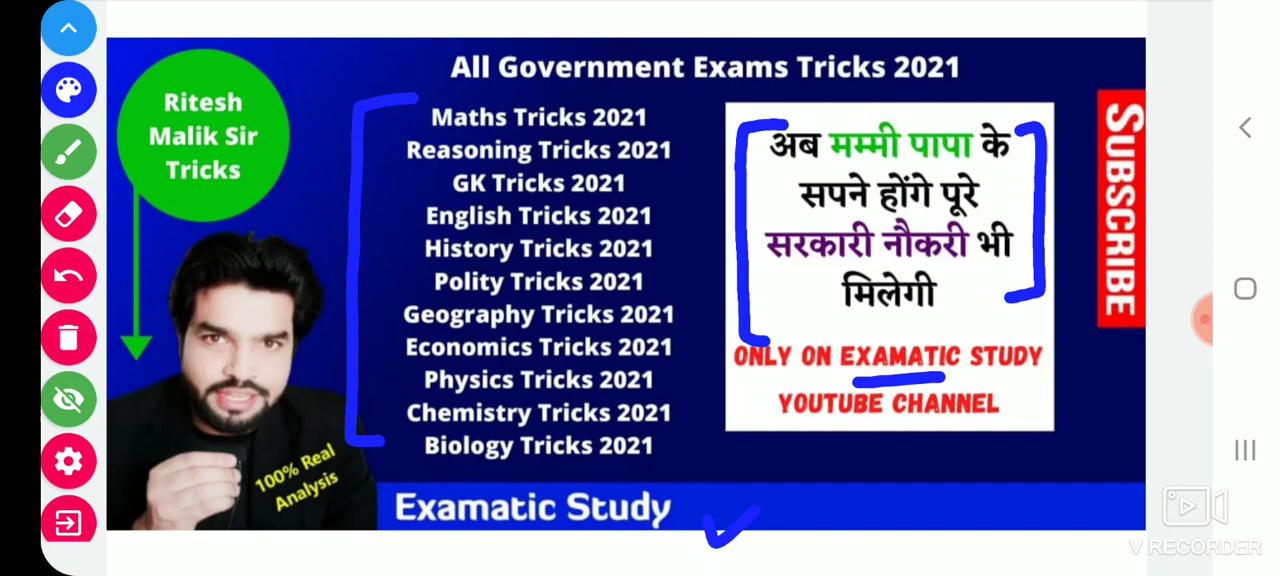 All Government Exams Tricks 2021
Ritesh
Malik Sir
Tricks
Maths Tricks 2021
Reasoning Tricks 2021
GK Tricks 2021
English Tricks 2021
History Tricks 2021
Polity Tricks 2021
Geography Tricks 2021
Economics Tricks 2021
Physics Tricks 2021
Chemistry Tricks 2021
Biology Tricks 2021
अब मम्मी पापा के
सपने होंगे पूरे
सरकारी नौकरी भी
मिलेगी
ONLY ON EXAMATIC STUDY
YOUTUBE CHANNEL
SUBSCRIBE
100% Real
Analysis
Examatic Study
V RECORDER